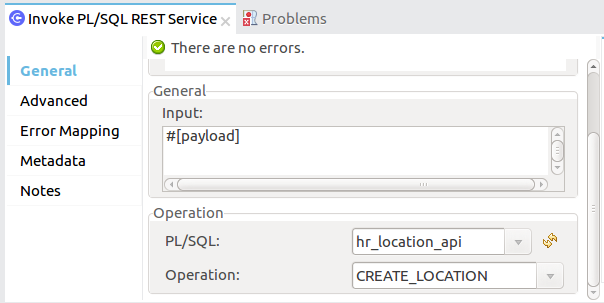 Invoke PL/SQL REST Service
Problems
There are no errors.
General
Advanced
Error Mapping
Metadata
Notes
General
Input:
#[payload]
Operation
PL/SQL:
hr_location_api
Operation:
CREATE_LOCATION